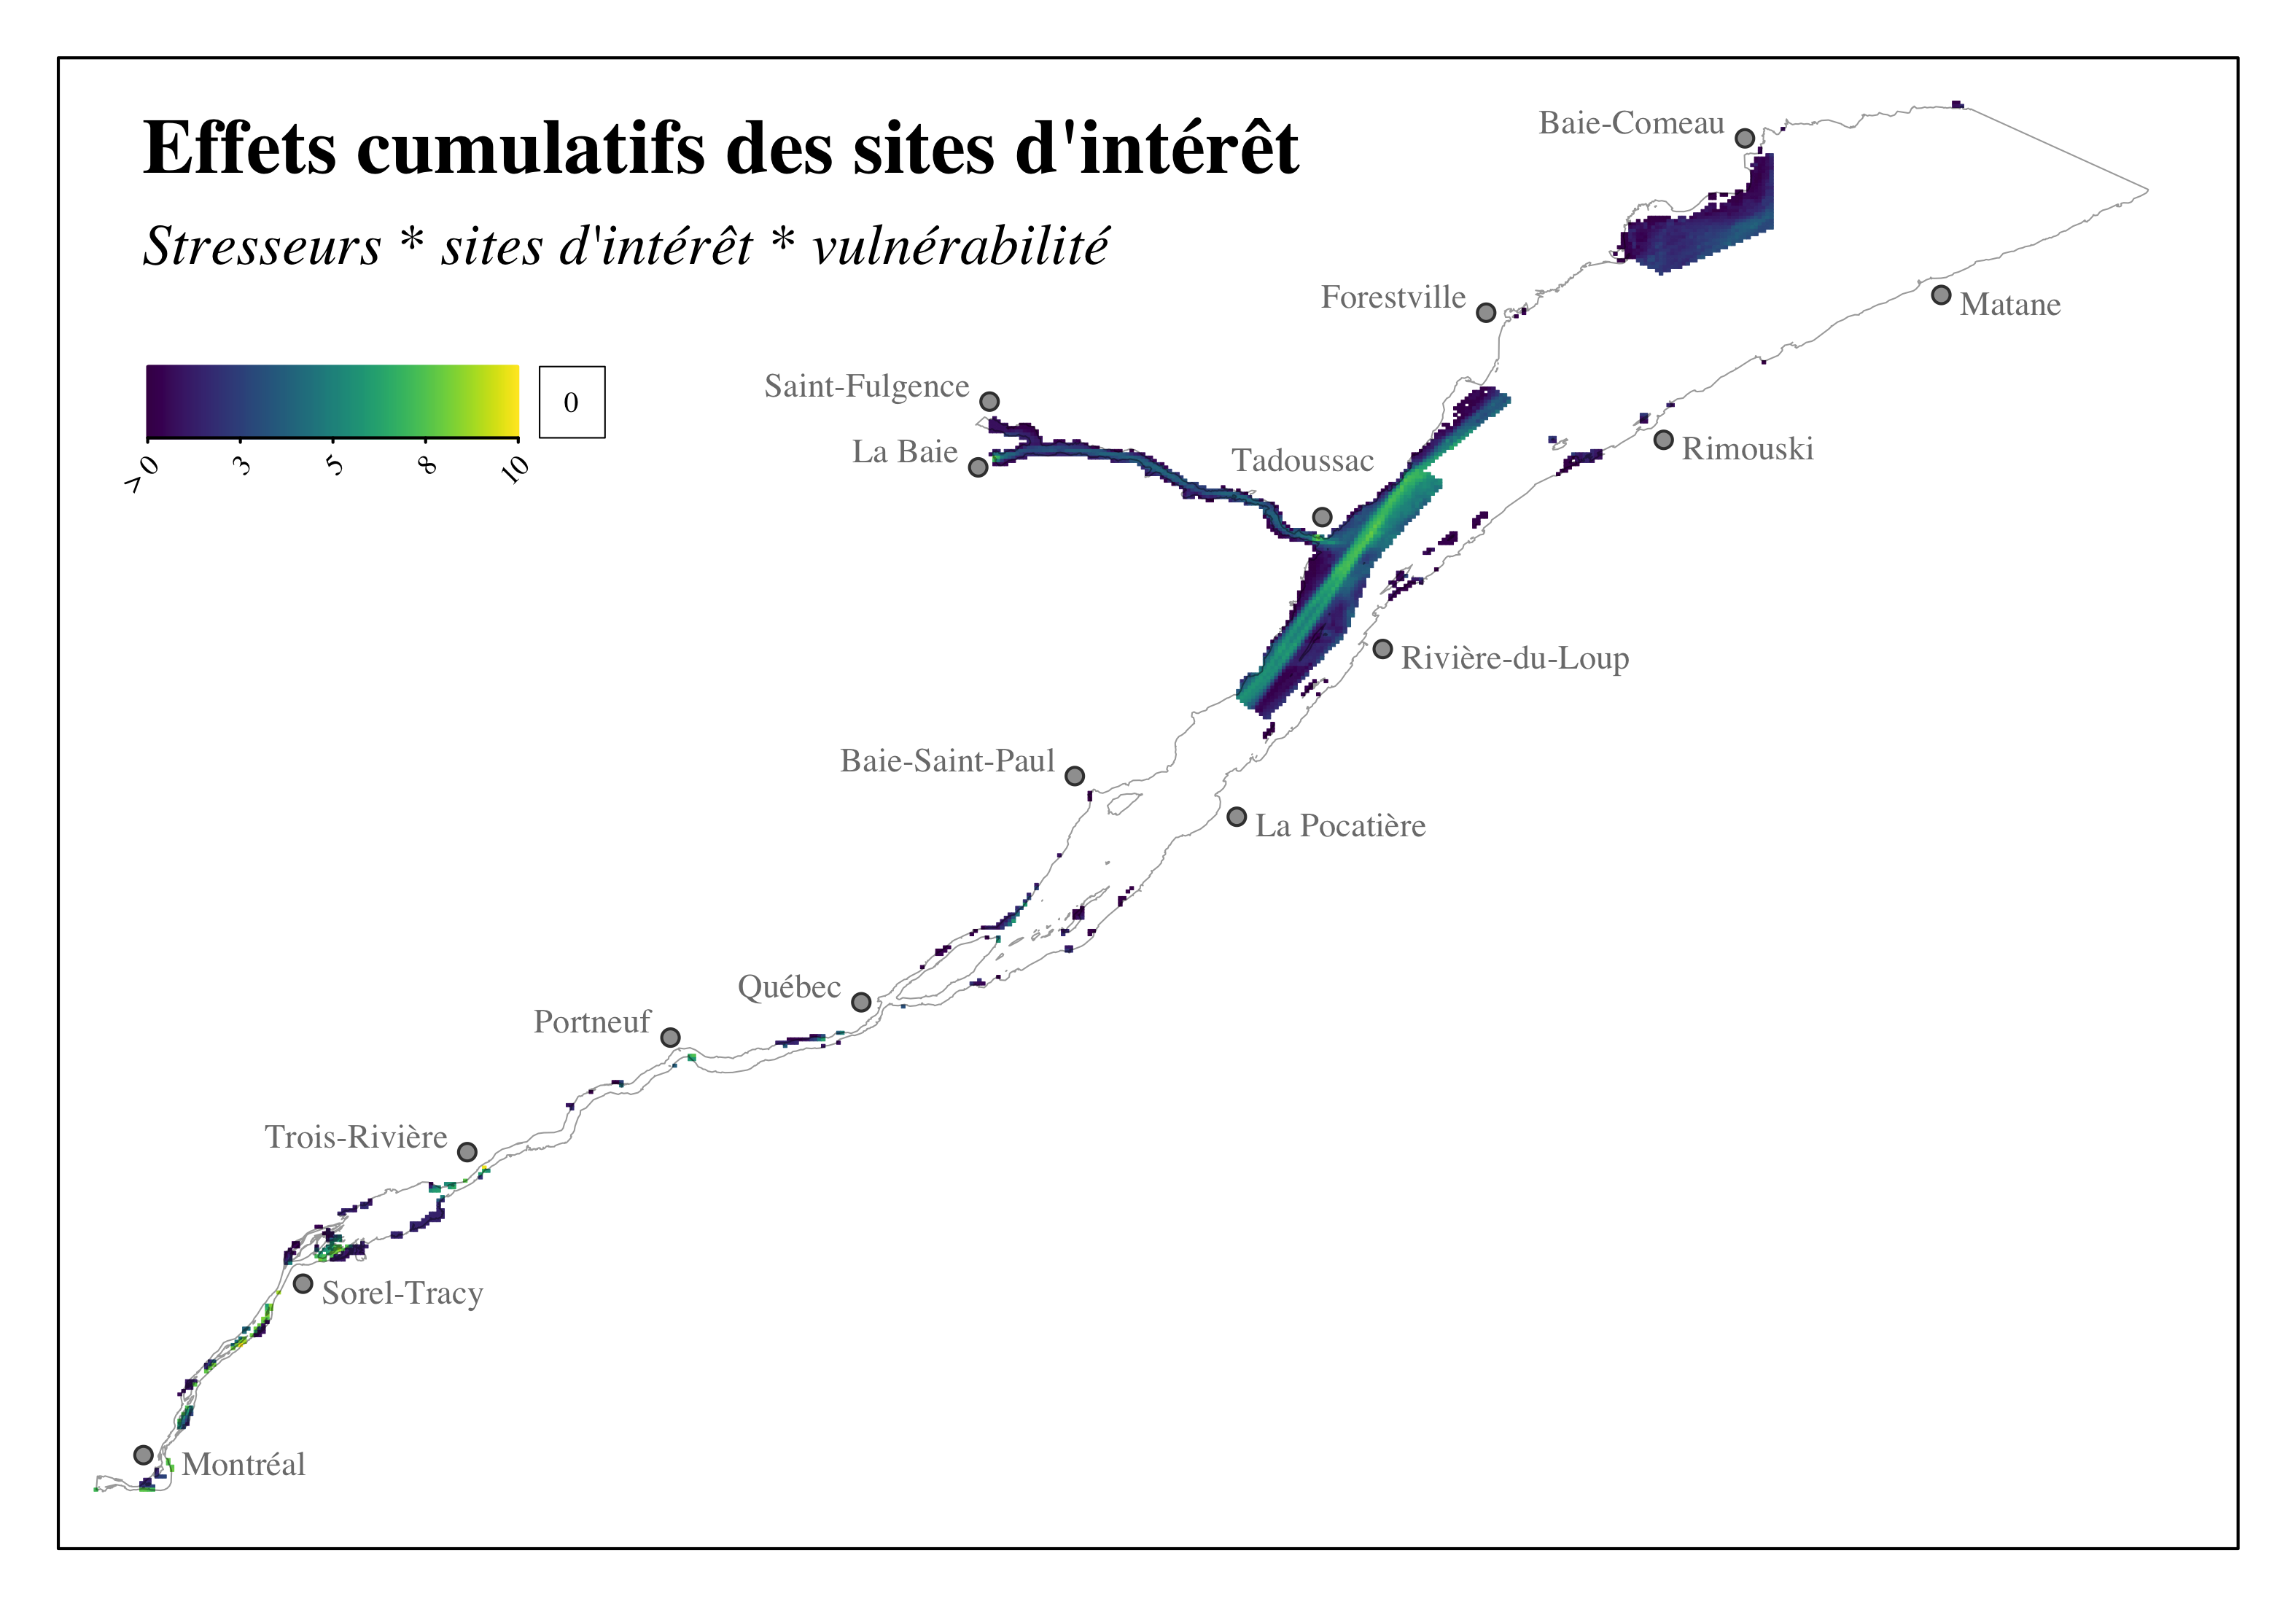 Effets cumulatifs des sites d'intérêt
Stresseurs * sites d'intérêt * vulnérabilité
> 0
3
5
8
10
0
Baie-Comeau
Forestville
Matane
Saint-Fulgence
La Baie
Tadoussac
Rimouski
Rivière-du-Loup
Baie-Saint-Paul
La Pocatière
Québec
Portneuf
Trois-Rivière
Sorel-Tracy
Montréal